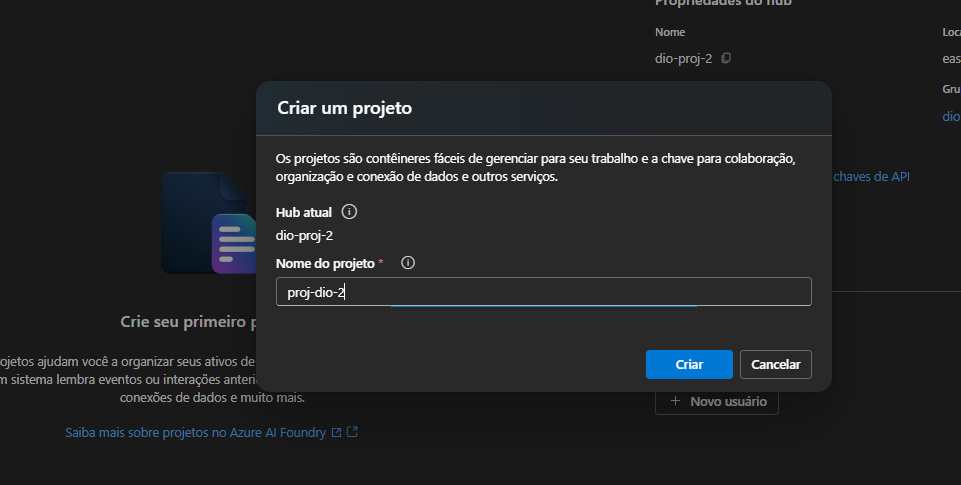 Propriedades do hub
Nome
Loc
dio-proj-2
eas
Gru
dio
Criar um projeto
Os projetos são contêineres fáceis de gerenciar para seu trabalho e a chave para colaboração,
organização e conexão de dados e outros serviços.
chaves de API
Hub atual
dio-proj-2
Nome do projeto *
proj-dio-2
Crie seu primeiro p
ojetos ajudam você a organizar seus ativos de
m sistema lembra eventos ou interações anteri
conexões de dados e muito mais.
Criar
Cancelar
+ Novo usuário
Saiba mais sobre projetos no Azure AI Foundry